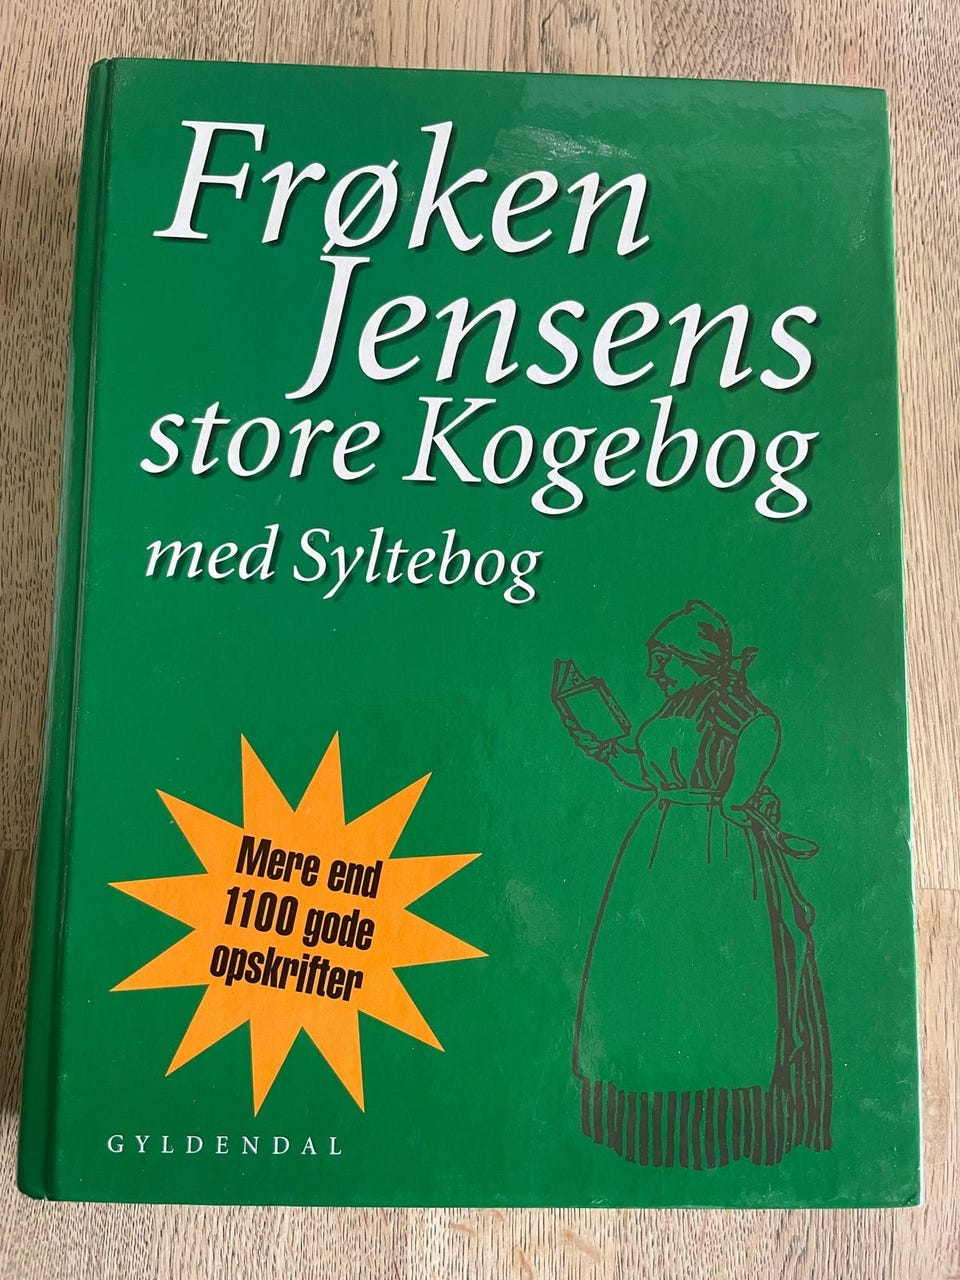 Frøken
Jensens
store Kogebog
med Syltebog
Mere end
1100 gode
opskrifter
GYLDENDAL